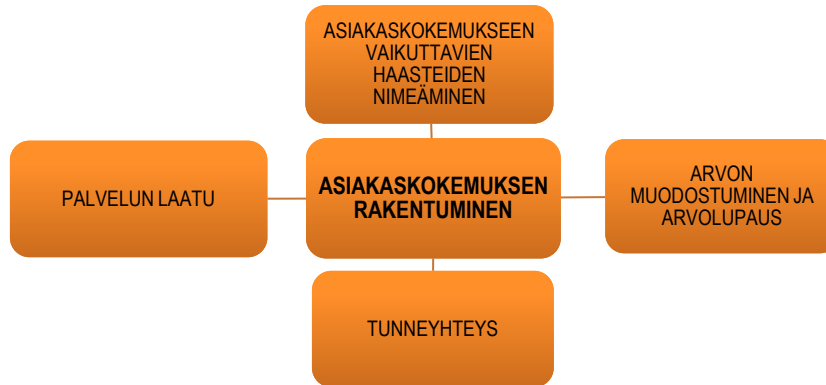 ASIAKASKOKEMUKSEEN
VAIKUTTAVIEN
HAASTEIDEN
NIMEÄMINEN
PALVELUN LAATU
ASIAKASKOKEMUKSEN
RAKENTUMINEN
ARVON
MUODOSTUMINEN JA
ARVOLUPAUS
TUNNEYHTEYS